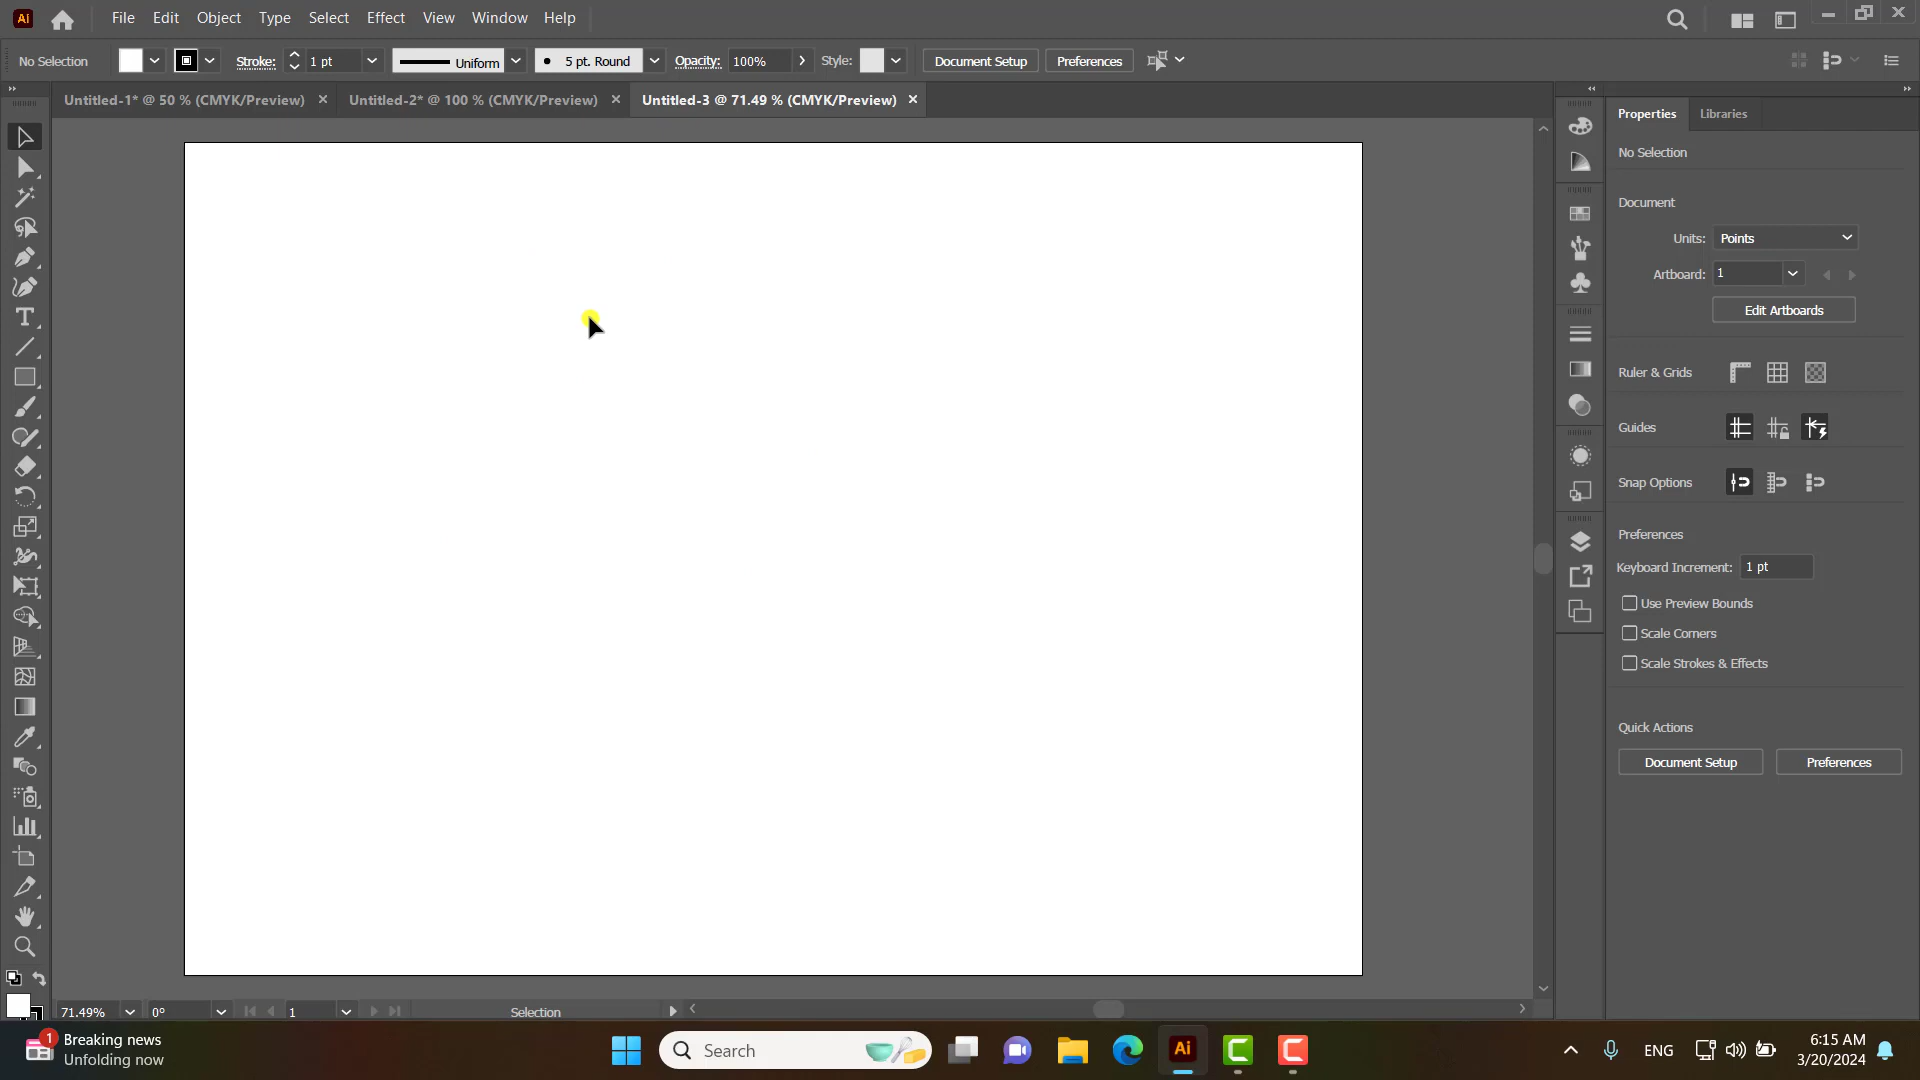 Ai File Edit Object Type Select Effect View Window Help
No Selection Stroke: 1 pt Uniform 5 pt. Round Opacity: 100% Style: Document Setup Preferences
Untitled-1* @ 50 % (CMYK/Preview) Untitled-2* @ 100 % (CMYK/Preview) Untitled-3 @ 71.49 % (CMYK/Preview)
Properties Libraries
No Selection
Document
Units: Points
Artboard: 1
Edit Artboards
Ruler & Grids
Guides
Snap Options
Preferences
Keyboard Increment: 1 pt
Use Preview Bounds
Scale Corners
Scale Strokes & Effects
Quick Actions
Document Setup Preferences
71.49% 0° 1 Selection
1 Breaking news
Unfolding now
Search
Ai
ENG
6:15 AM
3/20/2024